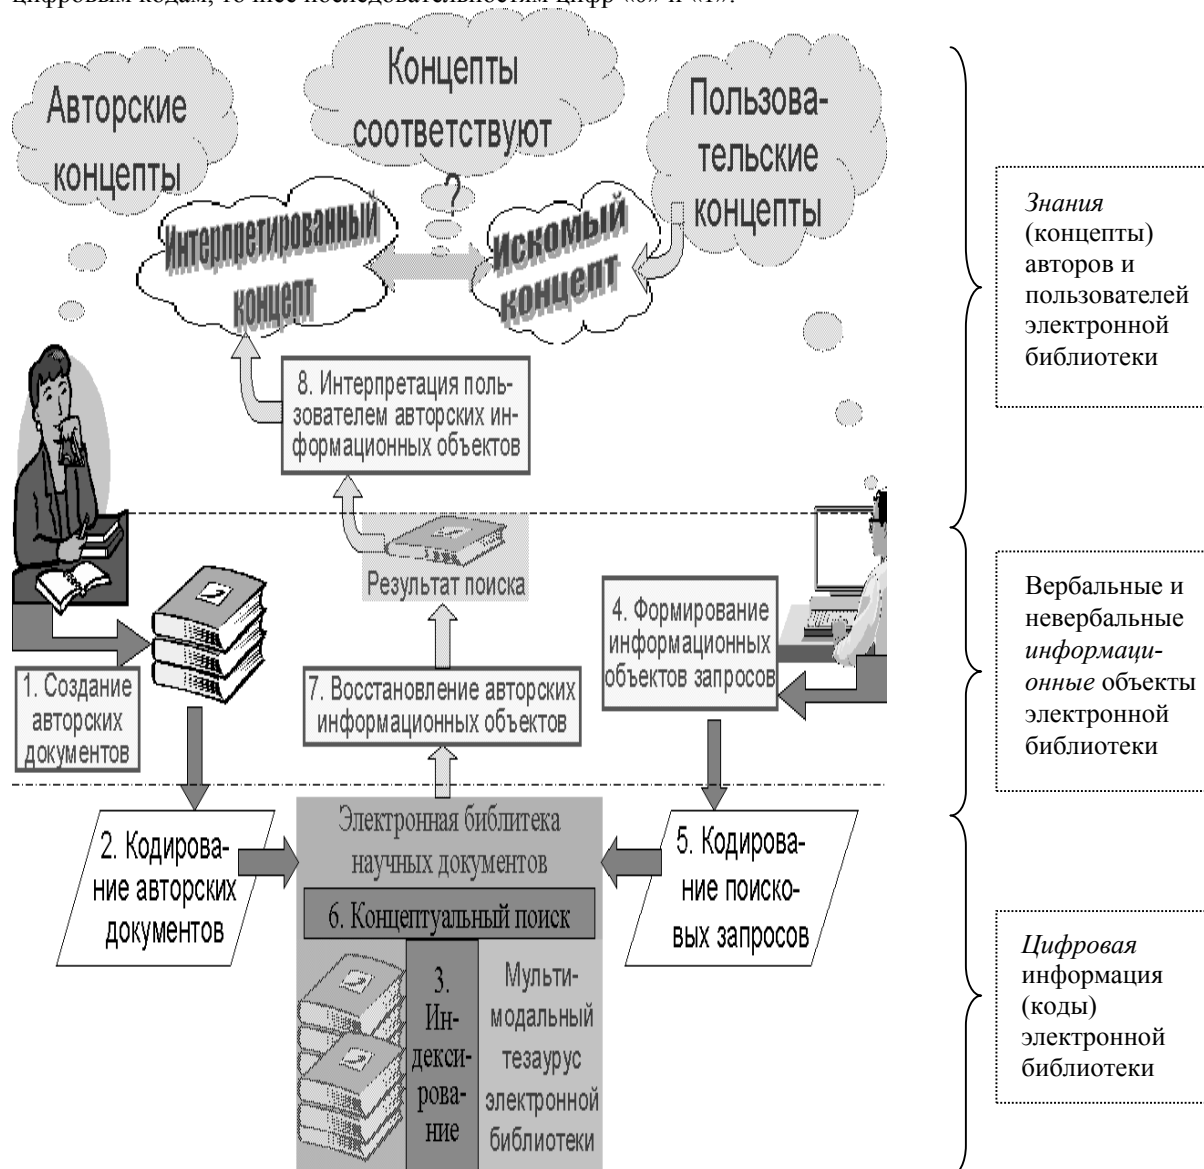 цифровым кодам, точнее последовательностям цифр «0» и «1».
Авторские
концепты
Концепты
соответствуют
?
Пользова-
тельские
концепты
Интерпретированный
концепт
Искомый
концепт
Знания
(концепты)
авторов и
пользователей
электронной
библиотеки
8. Интерпретация поль-
зователем авторских ин-
формационных объектов
Результат поиска
1. Создание
авторских
документов
7. Восстановление авторских
информационных объектов
4. Формирование
информационных
объектов запросов
Вербальные и
невербальные
информаци-
онные объекты
электронной
библиотеки
2. Кодирова-
ние авторских
документов
Электронная библитека
научных документов
5. Кодирова-
ние поиско-
вых запросов
6. Концептуальный поиск
3.
Ин-
декси-
рова-
ние
Мульти-
модальный
тезаурус
электронной
библиотеки
Цифровая
информация
(коды)
электронной
библиотеки